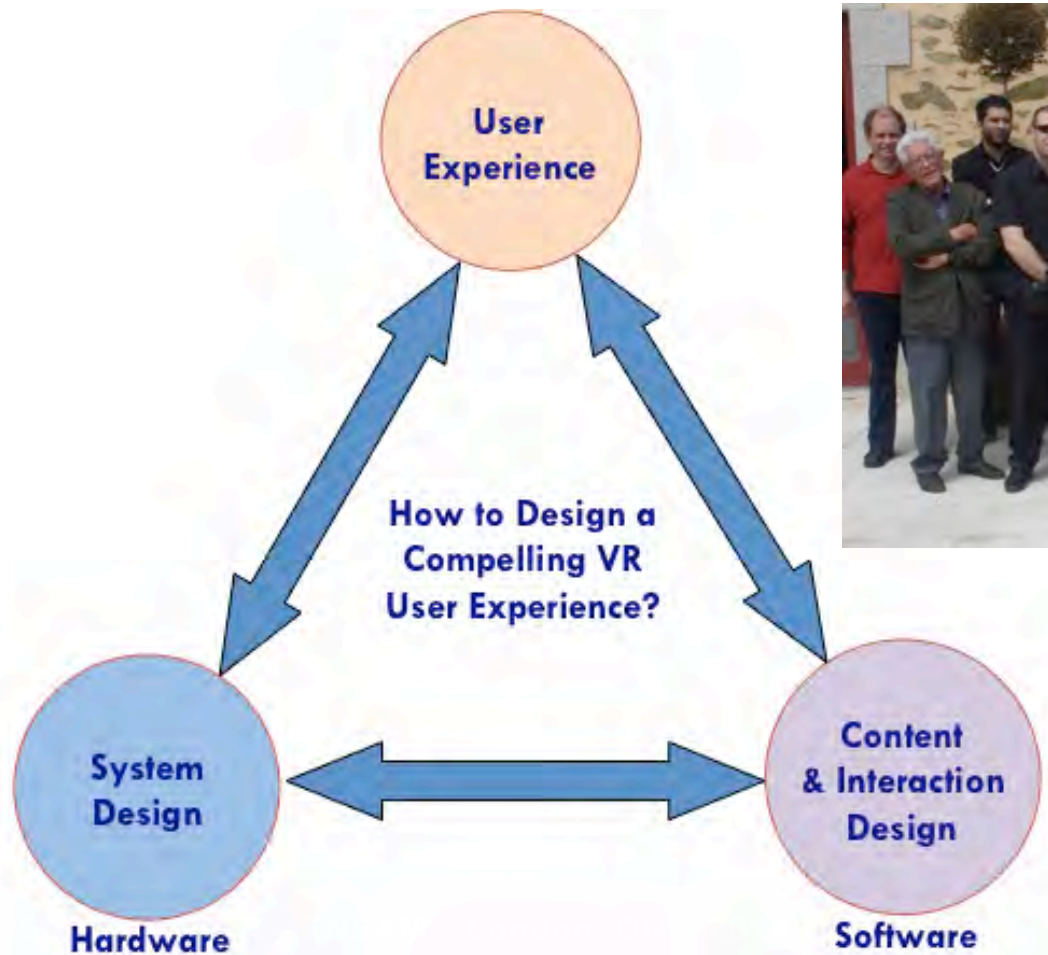 User
Experience
How to Design a
Compelling VR
User Experience?
System
Design
Content
& Interaction
Design
Hardware
Software